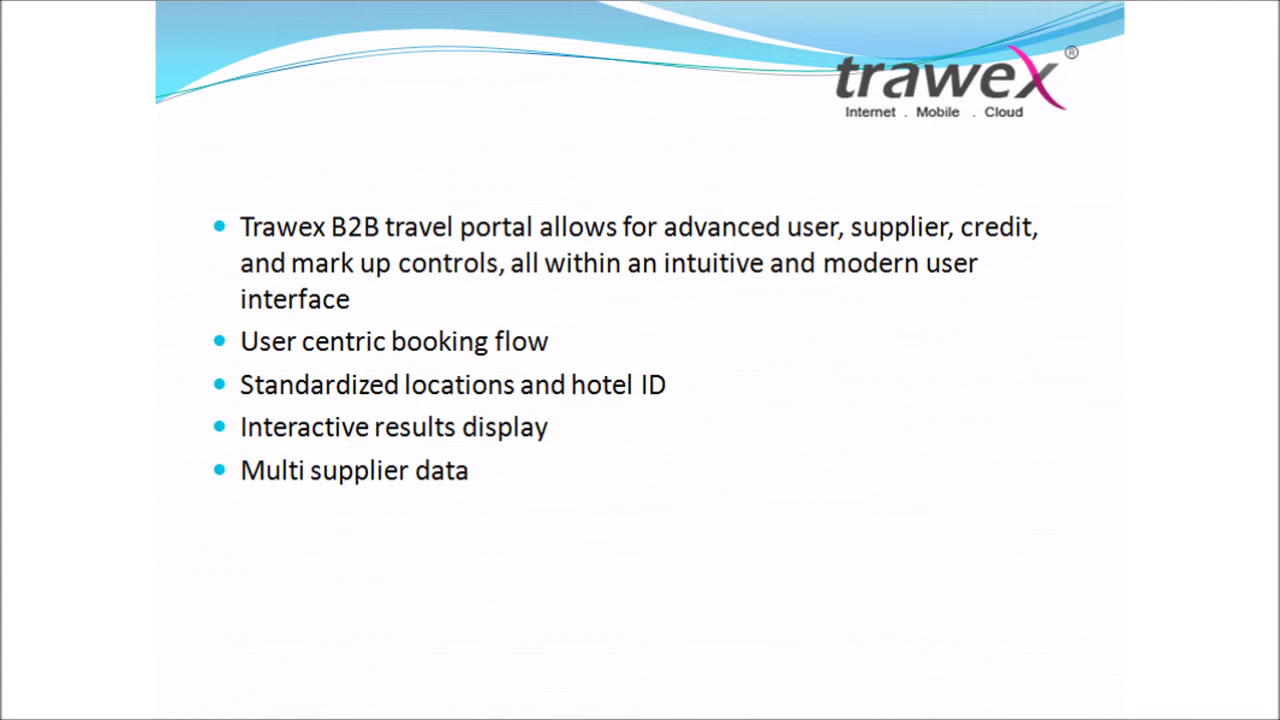 trawex®
Internet . Mobile . Cloud
• Trawex B2B travel portal allows for advanced user, supplier, credit,
and mark up controls, all within an intuitive and modern user
interface
• User centric booking flow
• Standardized locations and hotel ID
• Interactive results display
• Multi supplier data